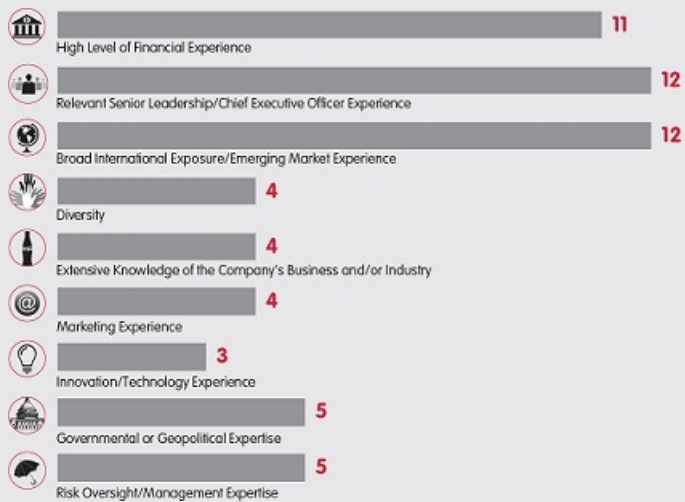 11
High Level of Financial Experience
12
Relevant Senior Leadership/Chief Executive Officer Experience
12
Broad International Exposure/Emerging Market Experience
4
Diversity
4
Extensive Knowledge of the Company's Business and/or Industry
4
Marketing Experience
3
Innovation/Technology Experience
5
Governmental or Geopolitical Expertise
5
Risk Oversight/Management Expertise